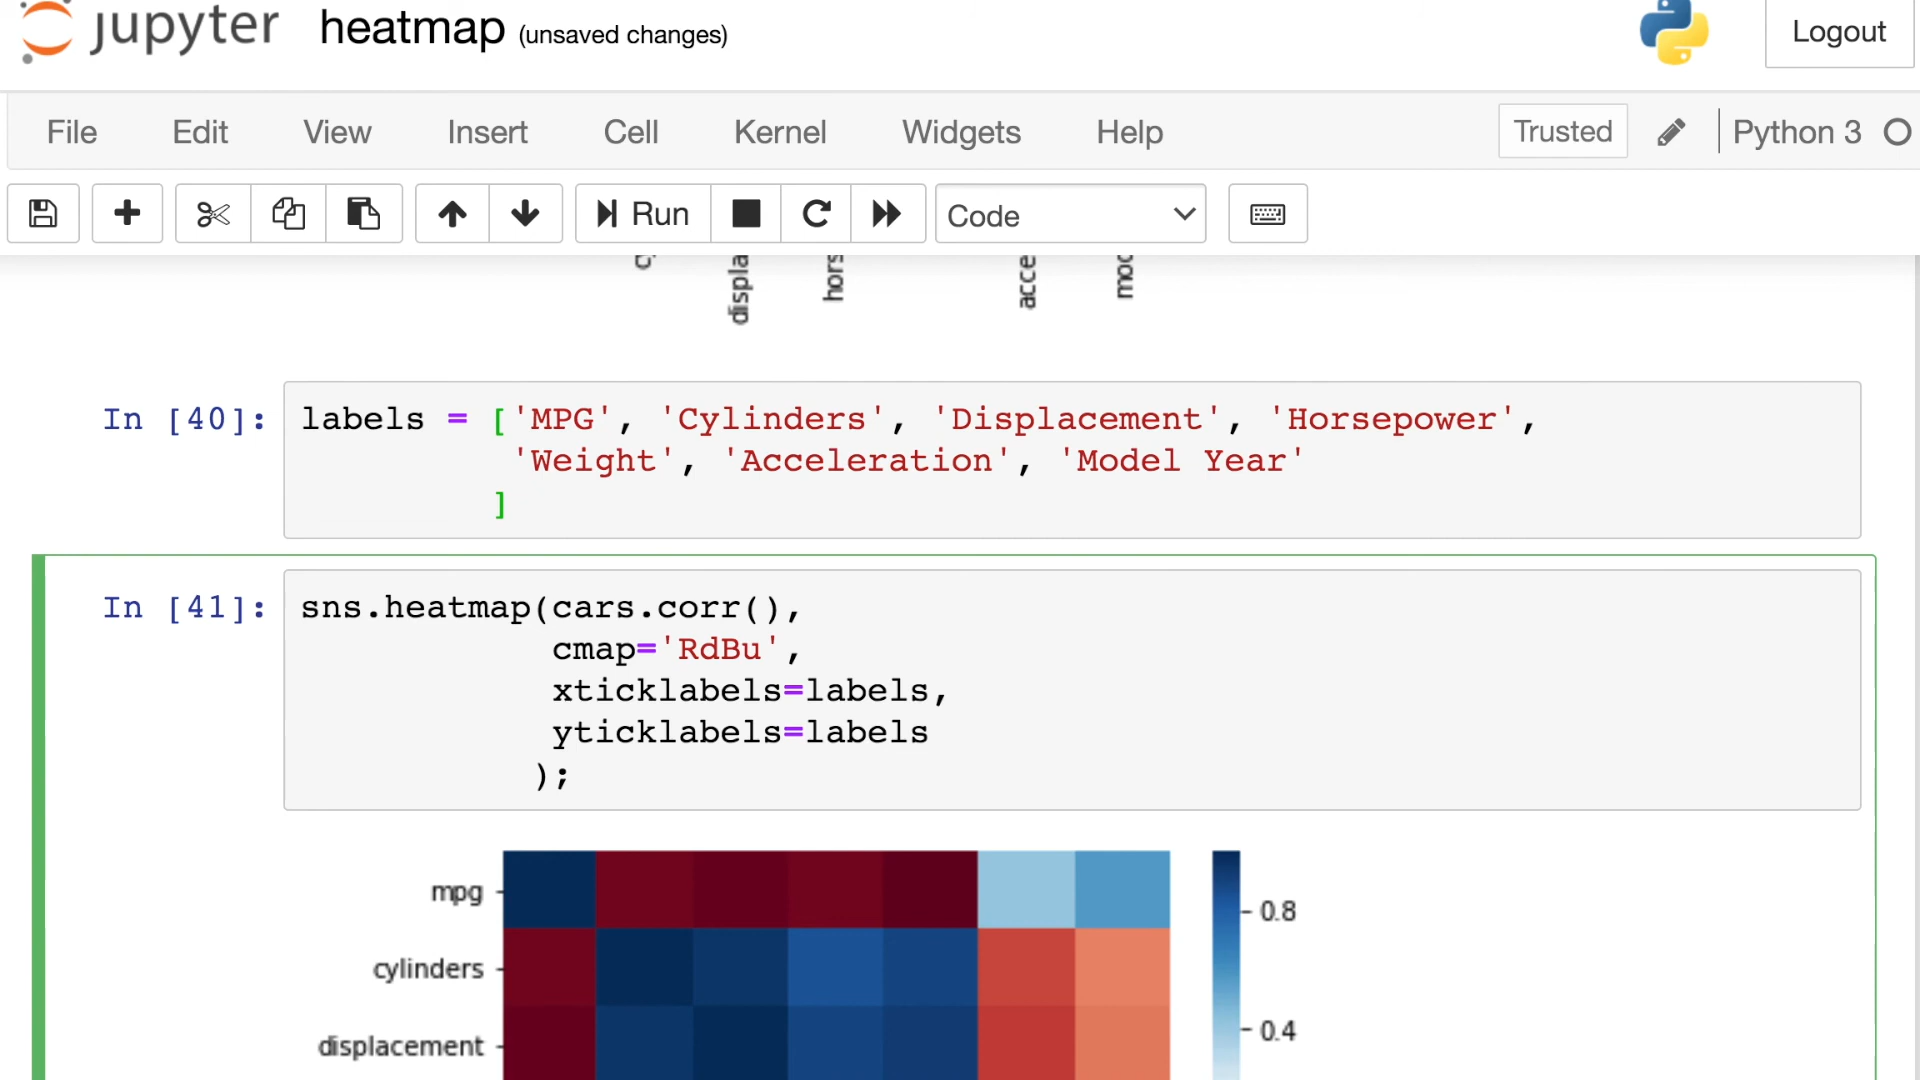 jupyter heatmap (unsaved changes) Logout
File Edit View Insert Cell Kernel Widgets Help Trusted Python 3
Run Code
displa
hors
acce
In [40]: labels = ['MPG', 'Cylinders', 'Displacement', 'Horsepower',
'Weight', 'Acceleration', 'Model Year'
]
In [41]: sns.heatmap(cars.corr(),
cmap='RdBu',
xticklabels=labels,
yticklabels=labels
);
mpg
cylinders
displacement
0.8
0.4